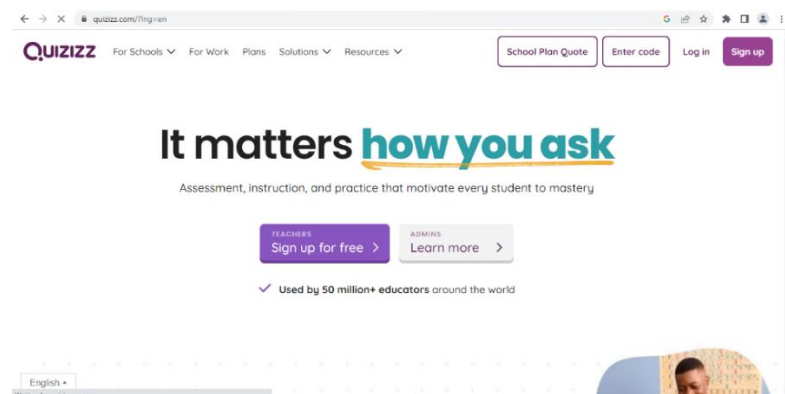 quizizz.com/?lng=en
QUIZIZZ For Schools For Work Plans Solutions Resources School Plan Quote Enter code Log in Sign up
It matters how you ask
Assessment, instruction, and practice that motivate every student to mastery
TEACHERS
Sign up for free
ADMINS
Learn more
Used by 50 million+ educators around the world
English